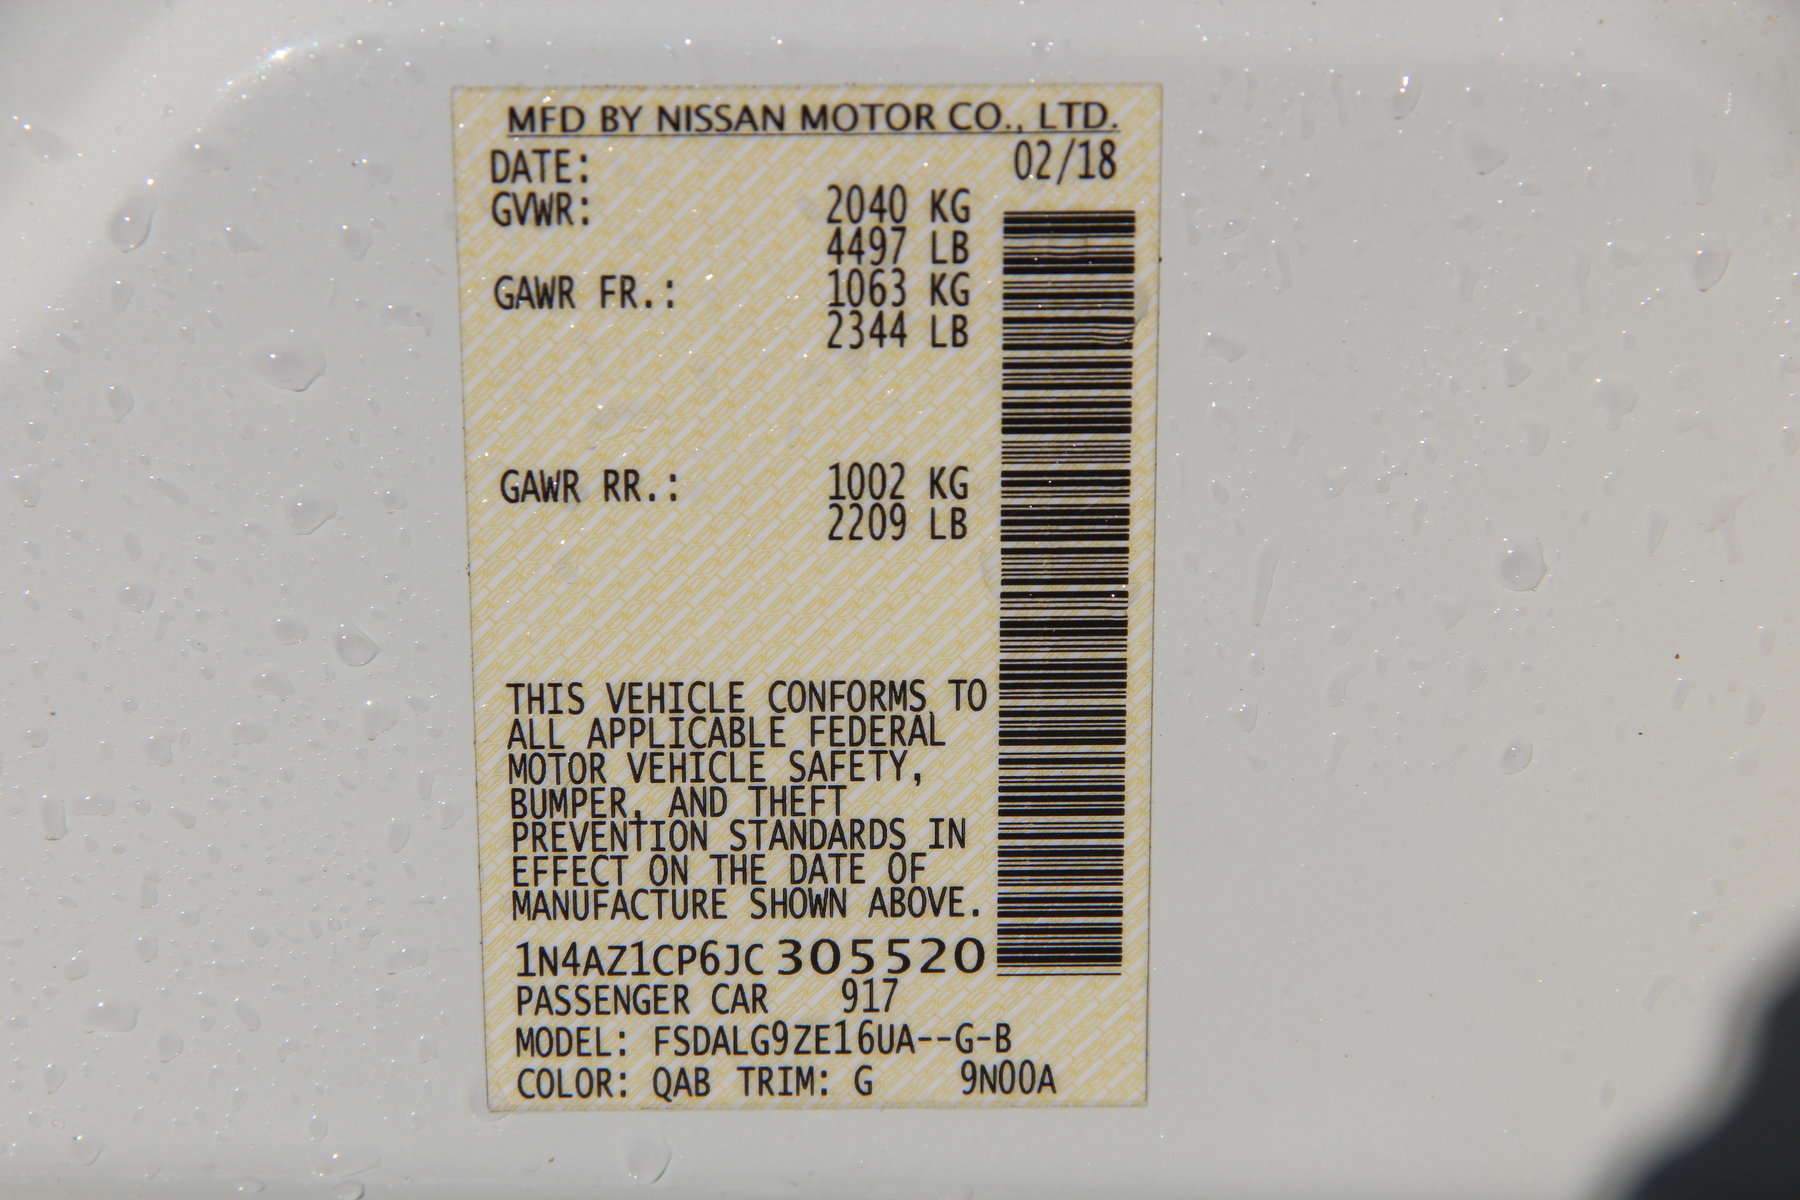 MFD BY NISSAN MOTOR CO., LTD.
DATE: 02/18
GVWR: 2040 KG
4497 LB
GAWR FR.: 1063 KG
2344 LB
GAWR RR.: 1002 KG
2209 LB
THIS VEHICLE CONFORMS TO
ALL APPLICABLE FEDERAL
MOTOR VEHICLE SAFETY,
BUMPER, AND THEFT
PREVENTION STANDARDS IN
EFFECT ON THE DATE OF
MANUFACTURE SHOWN ABOVE.
1N4AZ1CP6JC305520
PASSENGER CAR 917
MODEL: FSDALG9ZE16UA--G-B
COLOR: QAB TRIM: G 9N00A